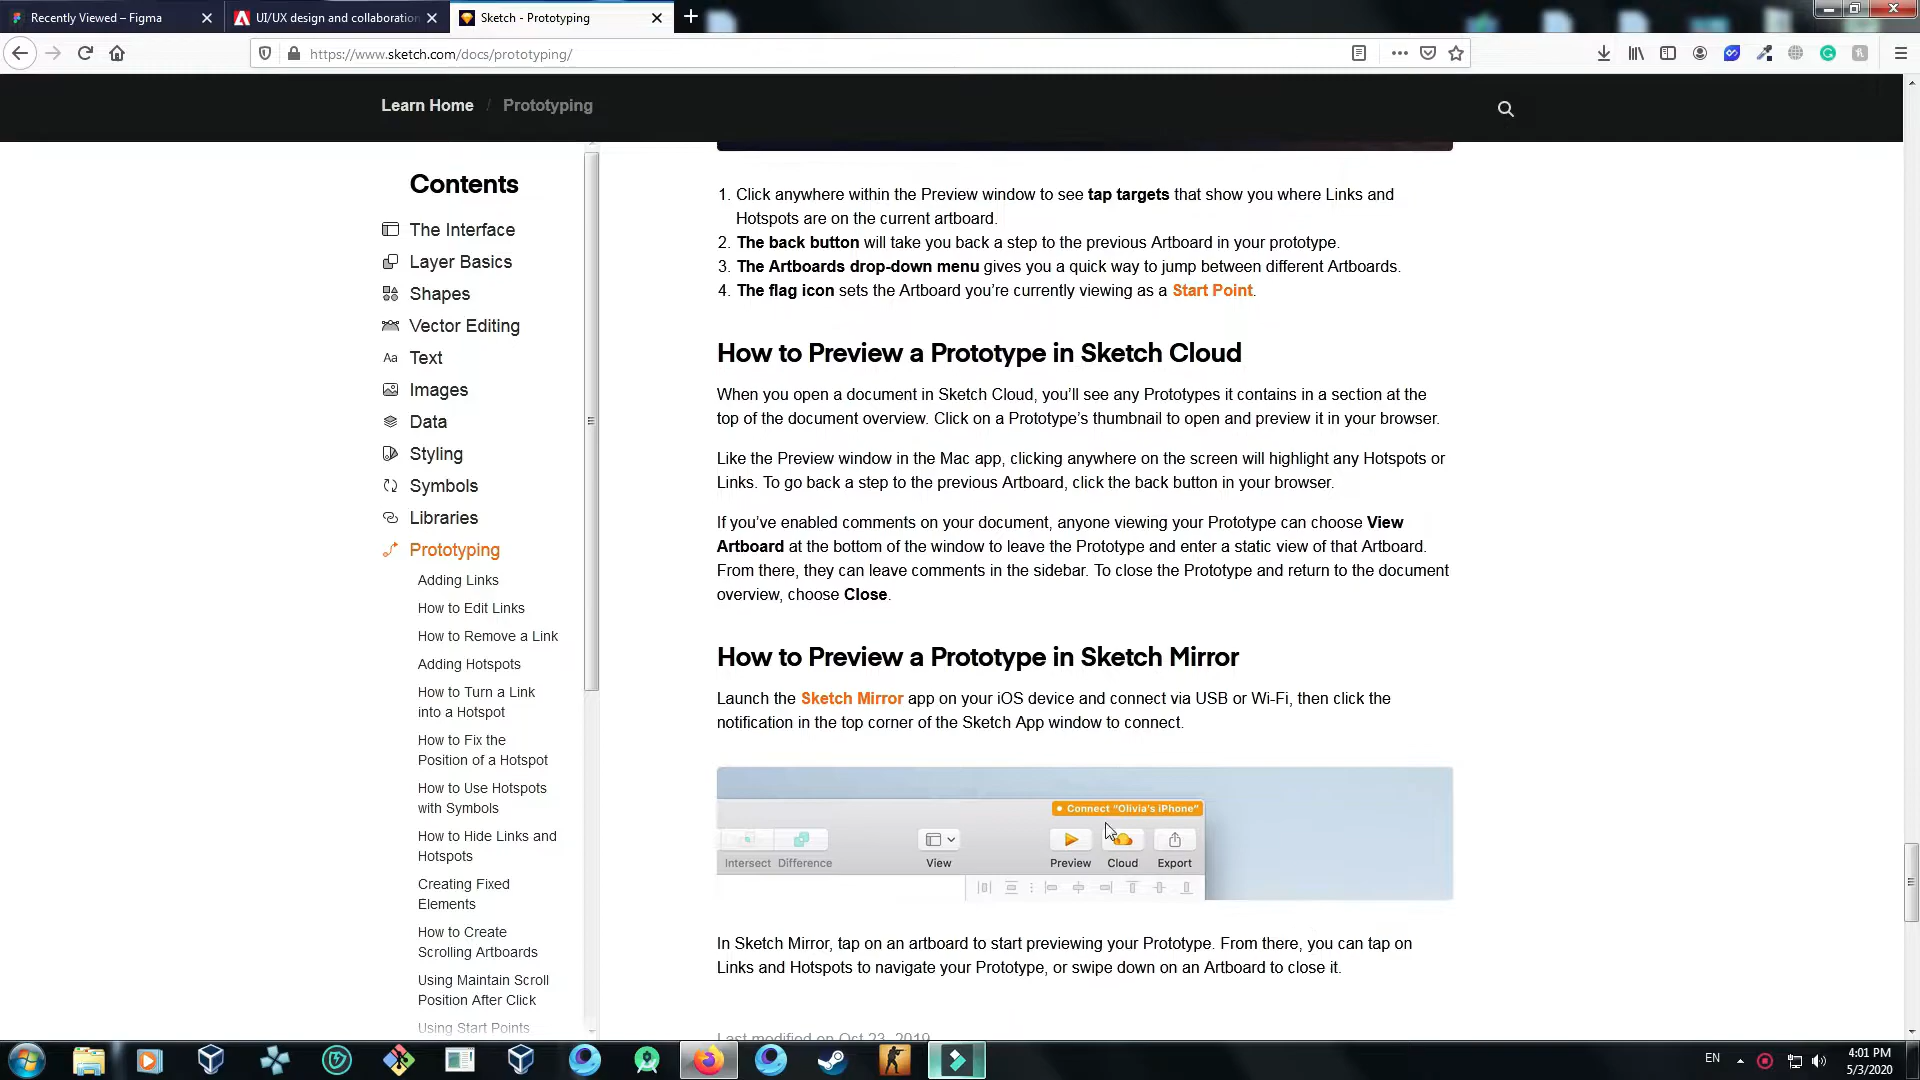 Recently Viewed – Figma
UI/UX design and collaboration
Sketch - Prototyping
https://www.sketch.com/docs/prototyping/
Learn Home / Prototyping
Contents
The Interface
Layer Basics
Shapes
Vector Editing
Aa Text
Images
Data
Styling
Symbols
Libraries
Prototyping
Adding Links
How to Edit Links
How to Remove a Link
Adding Hotspots
How to Turn a Link
into a Hotspot
How to Fix the
Position of a Hotspot
How to Use Hotspots
with Symbols
How to Hide Links and
Hotspots
Creating Fixed
Elements
How to Create
Scrolling Artboards
Using Maintain Scroll
Position After Click
Using Start Points
1. Click anywhere within the Preview window to see tap targets that show you where Links and
Hotspots are on the current artboard.
2. The back button will take you back a step to the previous Artboard in your prototype.
3. The Artboards drop-down menu gives you a quick way to jump between different Artboards.
4. The flag icon sets the Artboard you’re currently viewing as a Start Point.
How to Preview a Prototype in Sketch Cloud
When you open a document in Sketch Cloud, you’ll see any Prototypes it contains in a section at the
top of the document overview. Click on a Prototype’s thumbnail to open and preview it in your browser.
Like the Preview window in the Mac app, clicking anywhere on the screen will highlight any Hotspots or
Links. To go back a step to the previous Artboard, click the back button in your browser.
If you’ve enabled comments on your document, anyone viewing your Prototype can choose View
Artboard at the bottom of the window to leave the Prototype and enter a static view of that Artboard.
From there, they can leave comments in the sidebar. To close the Prototype and return to the document
overview, choose Close.
How to Preview a Prototype in Sketch Mirror
Launch the Sketch Mirror app on your iOS device and connect via USB or Wi-Fi, then click the
notification in the top corner of the Sketch App window to connect.
Connect “Olivia’s iPhone”
Intersect Difference View Preview Cloud Export
In Sketch Mirror, tap on an artboard to start previewing your Prototype. From there, you can tap on
Links and Hotspots to navigate your Prototype, or swipe down on an Artboard to close it.
Last modified on Oct 23, 2019
EN
4:01 PM
5/3/2020